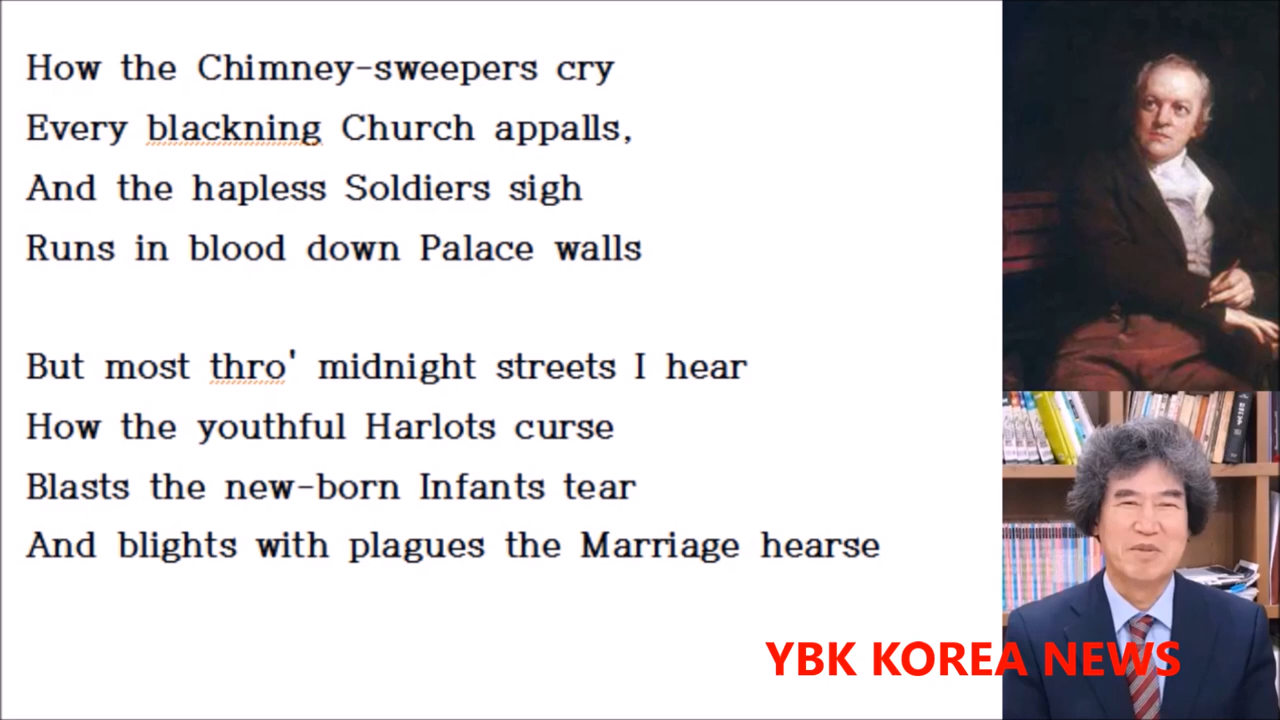 How the Chimney-sweepers cry
Every blackning Church appalls,
And the hapless Soldiers sigh
Runs in blood down Palace walls
But most thro' midnight streets I hear
How the youthful Harlots curse
Blasts the new-born Infants tear
And blights with plagues the Marriage hearse
YBK KOREA NEWS